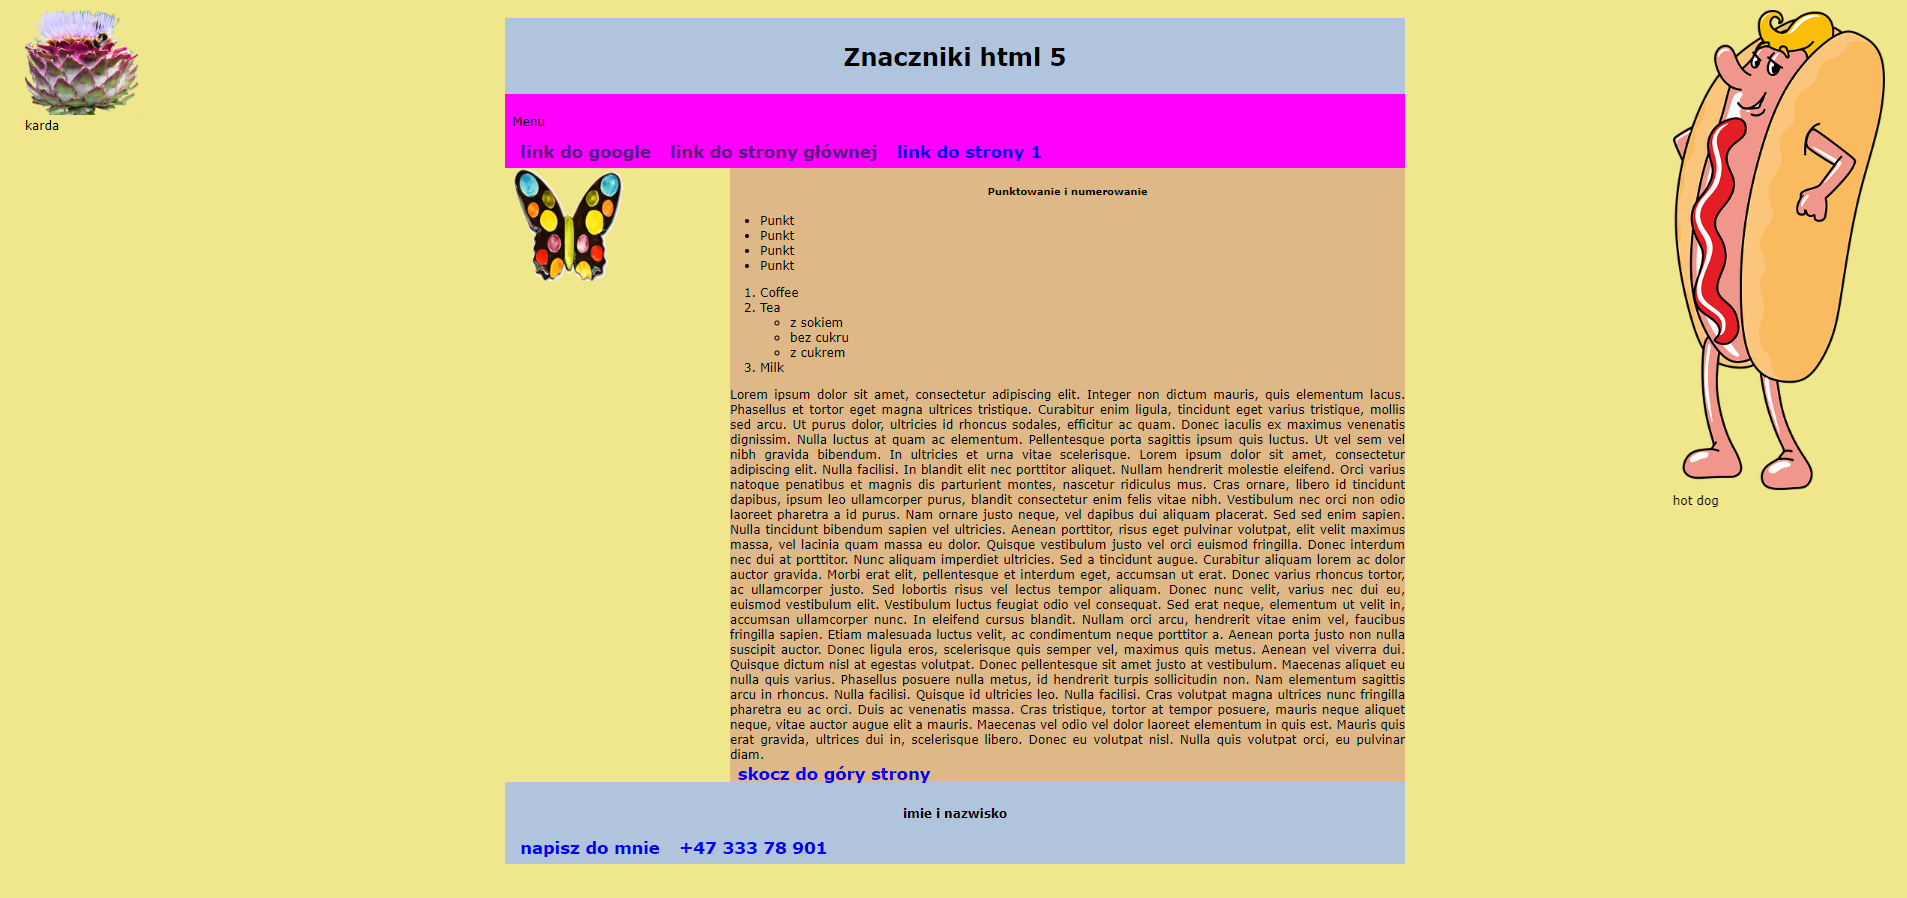 karda
Znaczniki html 5
Menu
link do google link do strony głównej link do strony 1
Punktowanie i numerowanie
• Punkt
• Punkt
• Punkt
• Punkt
1. Coffee
2. Tea
◦ z sokiem
◦ bez cukru
◦ z cukrem
3. Milk
Lorem ipsum dolor sit amet, consectetur adipiscing elit. Integer non dictum mauris, quis elementum lacus.
Phasellus et tortor eget magna ultrices tristique. Curabitur enim ligula, tincidunt eget varius tristique, mollis
sed arcu. Ut purus dolor, ultricies id rhoncus sodales, efficitur ac quam. Donec iaculis ex maximus venenatis
dignissim. Nulla luctus at quam ac elementum. Pellentesque porta sagittis ipsum quis luctus. Ut vel sem vel
nibh gravida bibendum. In ultricies et urna vitae scelerisque. Lorem ipsum dolor sit amet, consectetur
adipiscing elit. Nulla facilisi. In blandit elit nec porttitor aliquet. Nullam hendrerit molestie eleifend. Orci varius
natoque penatibus et magnis dis parturient montes, nascetur ridiculus mus. Cras ornare, libero id tincidunt
dapibus, ipsum leo ullamcorper purus, blandit consectetur enim felis vitae nibh. Vestibulum nec orci non odio
laoreet pharetra a id purus. Nam ornare justo neque, vel dapibus dui aliquam placerat. Sed sed enim sapien.
Nulla tincidunt bibendum sapien vel ultricies. Aenean porttitor, risus eget pulvinar volutpat, elit velit maximus
massa, vel lacinia quam massa eu dolor. Quisque vestibulum justo vel orci euismod fringilla. Donec interdum
nec dui at porttitor. Nunc aliquam imperdiet ultricies. Sed a tincidunt augue. Curabitur aliquam lorem ac dolor
auctor gravida. Morbi erat elit, pellentesque et interdum eget, accumsan ut erat. Donec varius rhoncus tortor,
ac ullamcorper justo. Sed lobortis risus vel lectus tempor aliquam. Donec nunc velit, varius nec dui eu,
euismod vestibulum elit. Vestibulum luctus feugiat odio vel consequat. Sed erat neque, elementum ut velit in,
accumsan ullamcorper nunc. In eleifend cursus blandit. Nullam orci arcu, hendrerit vitae enim vel, faucibus
fringilla sapien. Etiam malesuada luctus velit, ac condimentum neque porttitor a. Aenean porta justo non nulla
suscipit auctor. Donec ligula eros, scelerisque quis semper vel, maximus quis metus. Aenean vel viverra dui.
Quisque dictum nisl at egestas volutpat. Donec pellentesque sit amet justo at vestibulum. Maecenas aliquet eu
nulla quis varius. Phasellus posuere nulla metus, id hendrerit turpis sollicitudin non. Nam elementum sagittis
arcu in rhoncus. Nulla facilisi. Quisque id ultricies leo. Nulla facilisi. Cras volutpat magna ultrices nunc fringilla
pharetra eu ac orci. Duis ac venenatis massa. Cras tristique, tortor at tempor posuere, mauris neque aliquet
neque, vitae auctor augue elit a mauris. Maecenas vel odio vel dolor laoreet elementum in quis est. Mauris quis
erat gravida, ultrices dui in, scelerisque libero. Donec eu volutpat nisl. Nulla quis volutpat orci, eu pulvinar
diam.
skocz do góry strony
imie i nazwisko
napisz do mnie +47 333 78 901
hot dog